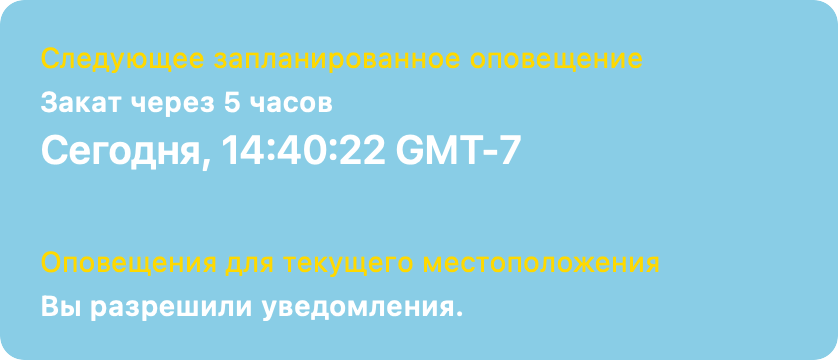 Следующее запланированное оповещение
Закат через 5 часов
Сегодня, 14:40:22 GMT-7
Оповещения для текущего местоположения
Вы разрешили уведомления.